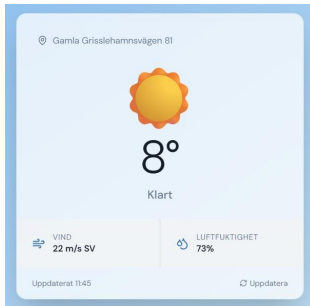 Gamla Grisslehamnsvägen 81
8°
Klart
VIND
22 m/s SV
LUFTFUKTIGHET
73%
Uppdaterat 11:45
Uppdatera